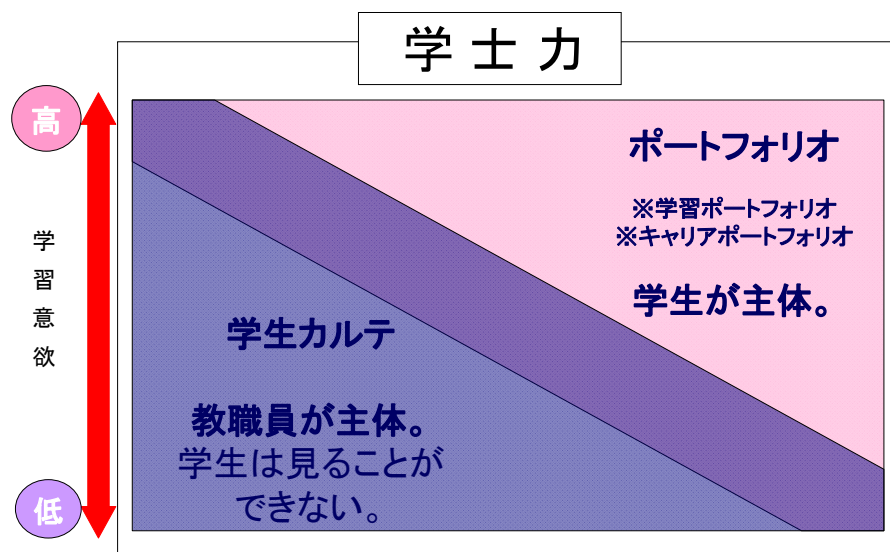 学士力
高
学習意欲
低
ポートフォリオ
※学習ポートフォリオ
※キャリアポートフォリオ
学生が主体。
学生カルテ
教職員が主体。
学生は見ることが
できない。